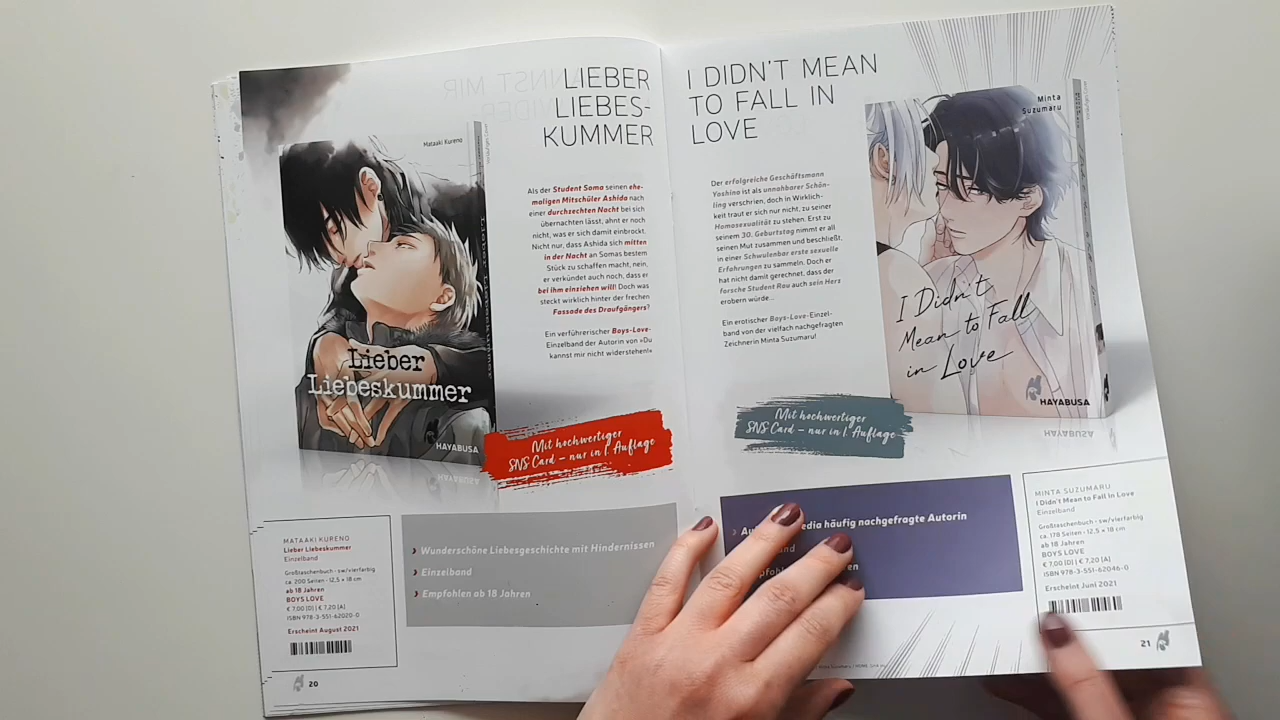 LIEBER
LIEBES-
KUMMER
Mataaki Kureno
Lieber
Liebeskummer
HAYABUSA
Lieber Liebeskummer
Als der Student Soma seinen ehe-
maligen Mitschüler Ashida nach
einer durchzechten Nacht bei sich
übernachten lässt, ahnt er noch
nicht, was er sich damit einbrockt.
Nicht nur, dass Ashida sich mitten
in der Nacht an Somas bestem
Stück zu schaffen macht, nein,
er verkündet auch noch, dass er
bei ihm einziehen will! Doch was
steckt wirklich hinter der frechen
Fassade des Draufgängers?
Ein verführerischer Boys-Love-
Einzelband der Autorin von »Du
kannst mir nicht widerstehen!«
Mit hochwertiger
SNS Card – nur in 1. Auflage
MATAAKI KURENO
Lieber Liebeskummer
Einzelband
Großtaschenbuch • sw/vierfarbig
ca. 200 Seiten • 12,5 × 18 cm
ab 18 Jahren
BOYS LOVE
€ 7,00 [D] | € 7,20 [A]
ISBN 978-3-551-62020-0
Erscheint August 2021
› Wunderschöne Liebesgeschichte mit Hindernissen
› Einzelband
› Empfohlen ab 18 Jahren
20
I DIDN'T MEAN
TO FALL IN
LOVE
Der erfolgreiche Geschäftsmann
Yoshino ist als unnahbarer Schön-
ling verschrien, doch in Wirklich-
keit traut er sich nur nicht, zu seiner
Homosexualität zu stehen. Erst zu
seinem 30. Geburtstag nimmt er all
seinen Mut zusammen und beschließt,
in einer Schwulenbar erste sexuelle
Erfahrungen zu sammeln. Doch er
hat nicht damit gerechnet, dass der
forsche Student Rou auch sein Herz
erobern würde...
Ein erotischer Boys-Love-Einzel-
band von der vielfach nachgefragten
Zeichnerin Minta Suzumaru!
Minta
Suzumaru
I Didn't
Mean to Fall
in Love
HAYABUSA
Mit hochwertiger
SNS Card – nur in 1. Auflage
häufig nachgefragte Autorin
MINTA SUZUMARU
I Didn't Mean to Fall in Love
Einzelband
Großtaschenbuch • sw/vierfarbig
ca. 178 Seiten • 12,5 × 18 cm
ab 18 Jahren
BOYS LOVE
€ 7,00 [D] | € 7,20 [A]
ISBN 978-3-551-62046-0
Erscheint Juni 2021
21